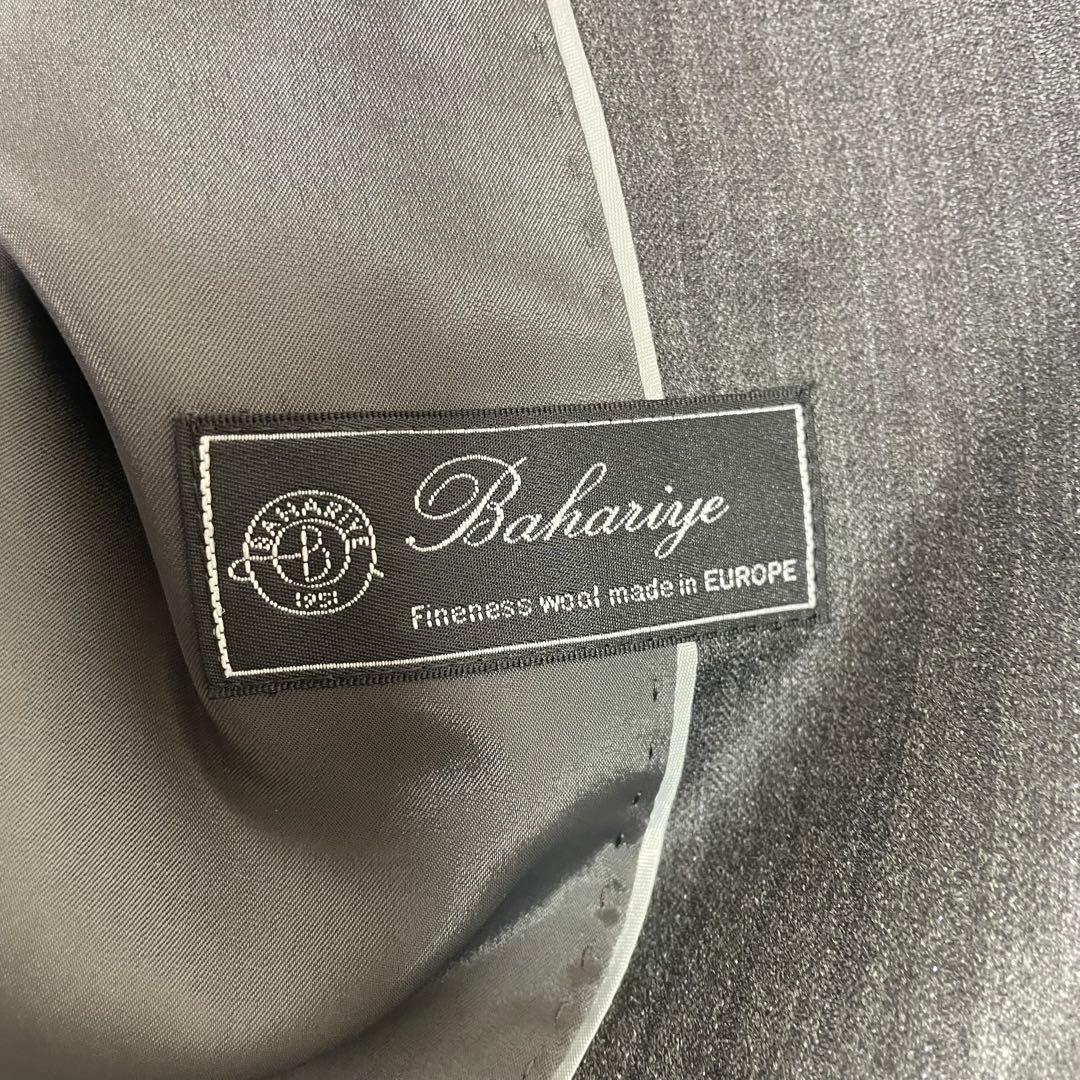 BAHARIYE
B
1951
Bahariye
Fineness wool made in EUROPE